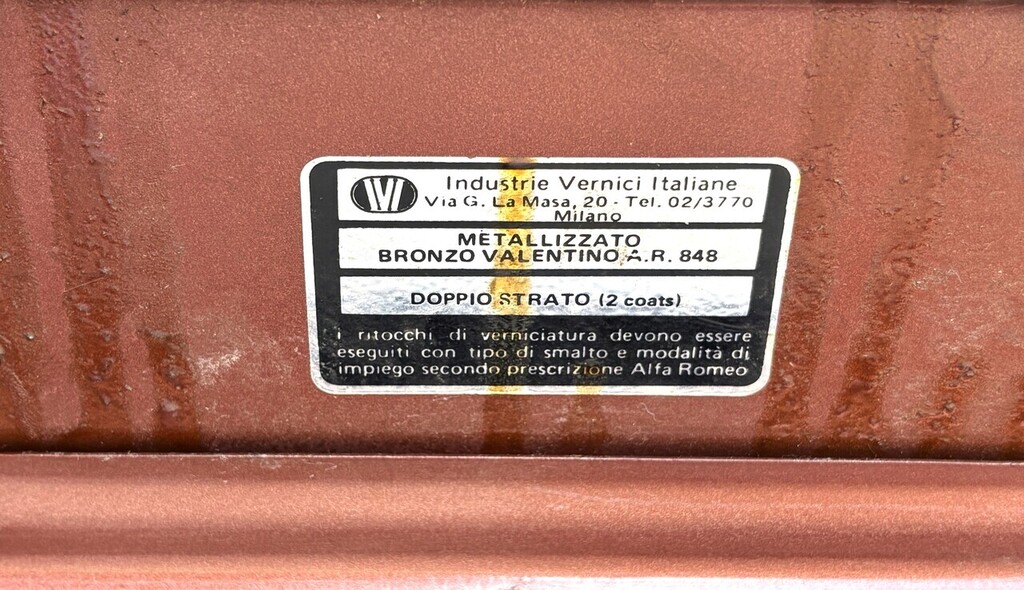 IVI Industrie Vernici Italiane
Via G. La Masa, 20 - Tel. 02/3770
Milano
METALLIZZATO
BRONZO VALENTINO A.R. 848
DOPPIO STRATO (2 coats)
i ritocchi di verniciatura devono essere
eseguiti con tipo di smalto e modalità di
impiego secondo prescrizione Alfa Romeo